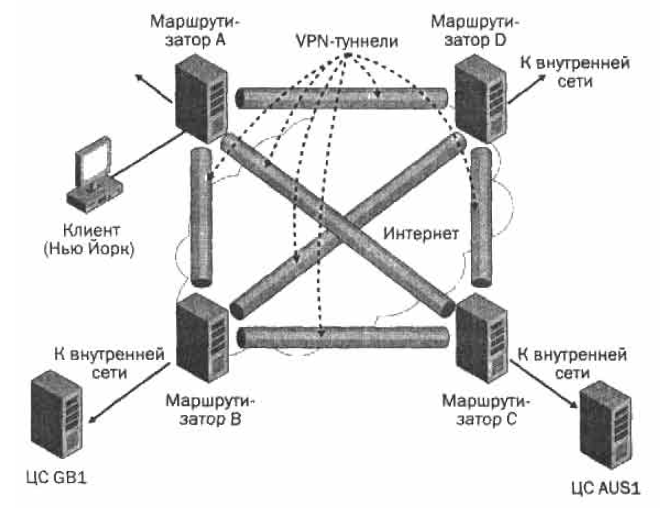 Маршрути-
затор A
VPN-туннели
Маршрути-
затор D
К внутренней
сети
Клиент
(Нью Йорк)
Интернет
К внутренней
сети
Маршрути-
затор B
К внутренней
сети
Маршрути-
затор C
ЦС GB1
ЦС AUS1